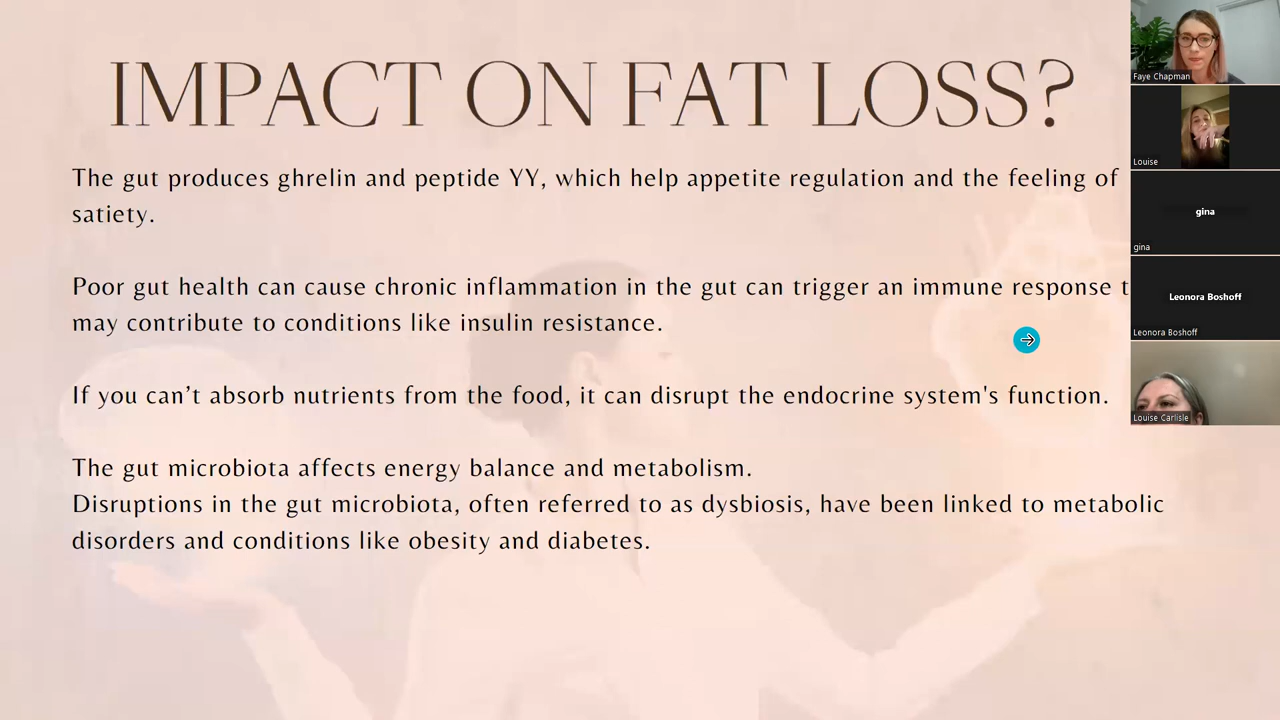 IMPACT ON FAT LOSS?
The gut produces ghrelin and peptide YY, which help appetite regulation and the feeling of
satiety.
Poor gut health can cause chronic inflammation in the gut can trigger an immune response
may contribute to conditions like insulin resistance.
If you can’t absorb nutrients from the food, it can disrupt the endocrine system's function.
The gut microbiota affects energy balance and metabolism.
Disruptions in the gut microbiota, often referred to as dysbiosis, have been linked to metabolic
disorders and conditions like obesity and diabetes.
Faye Chapman
Louise
gina
gina
Leonora Boshoff
Leonora Boshoff
Louise Carlisle